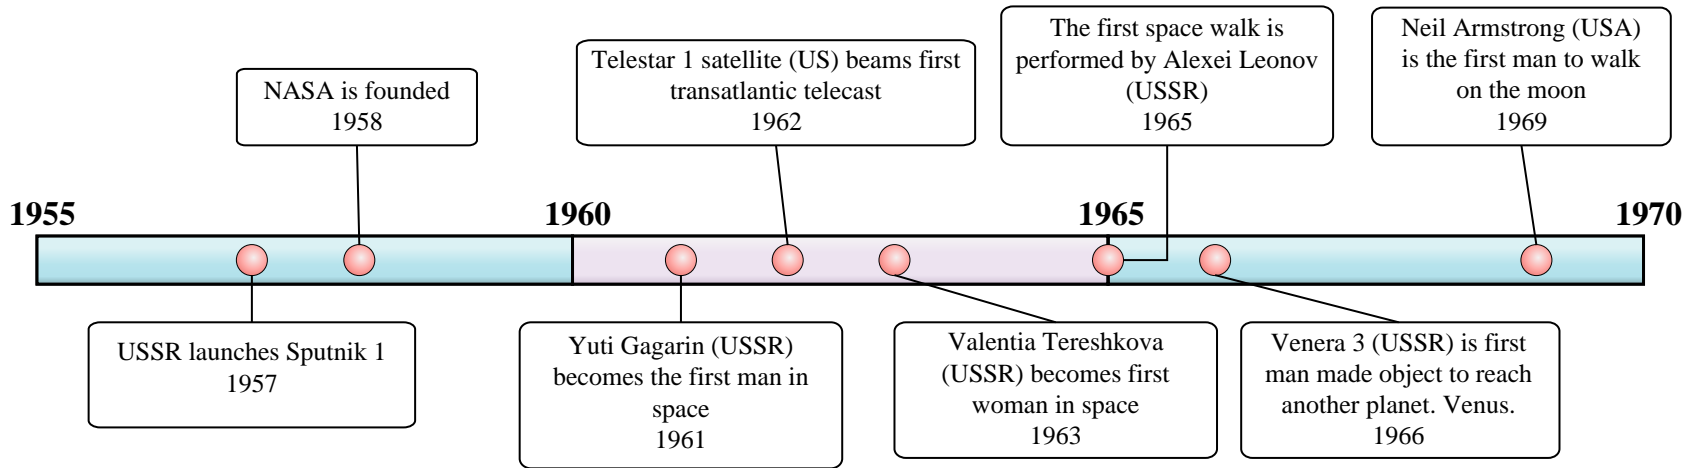 NASA is founded
1958
Telestar 1 satellite (US) beams first
transatlantic telecast
1962
The first space walk is
performed by Alexei Leonov
(USSR)
1965
Neil Armstrong (USA)
is the first man to walk
on the moon
1969
1955
1960
1965
1970
USSR launches Sputnik 1
1957
Yuti Gagarin (USSR)
becomes the first man in
space
1961
Valentia Tereshkova
(USSR) becomes first
woman in space
1963
Venera 3 (USSR) is first
man made object to reach
another planet. Venus.
1966